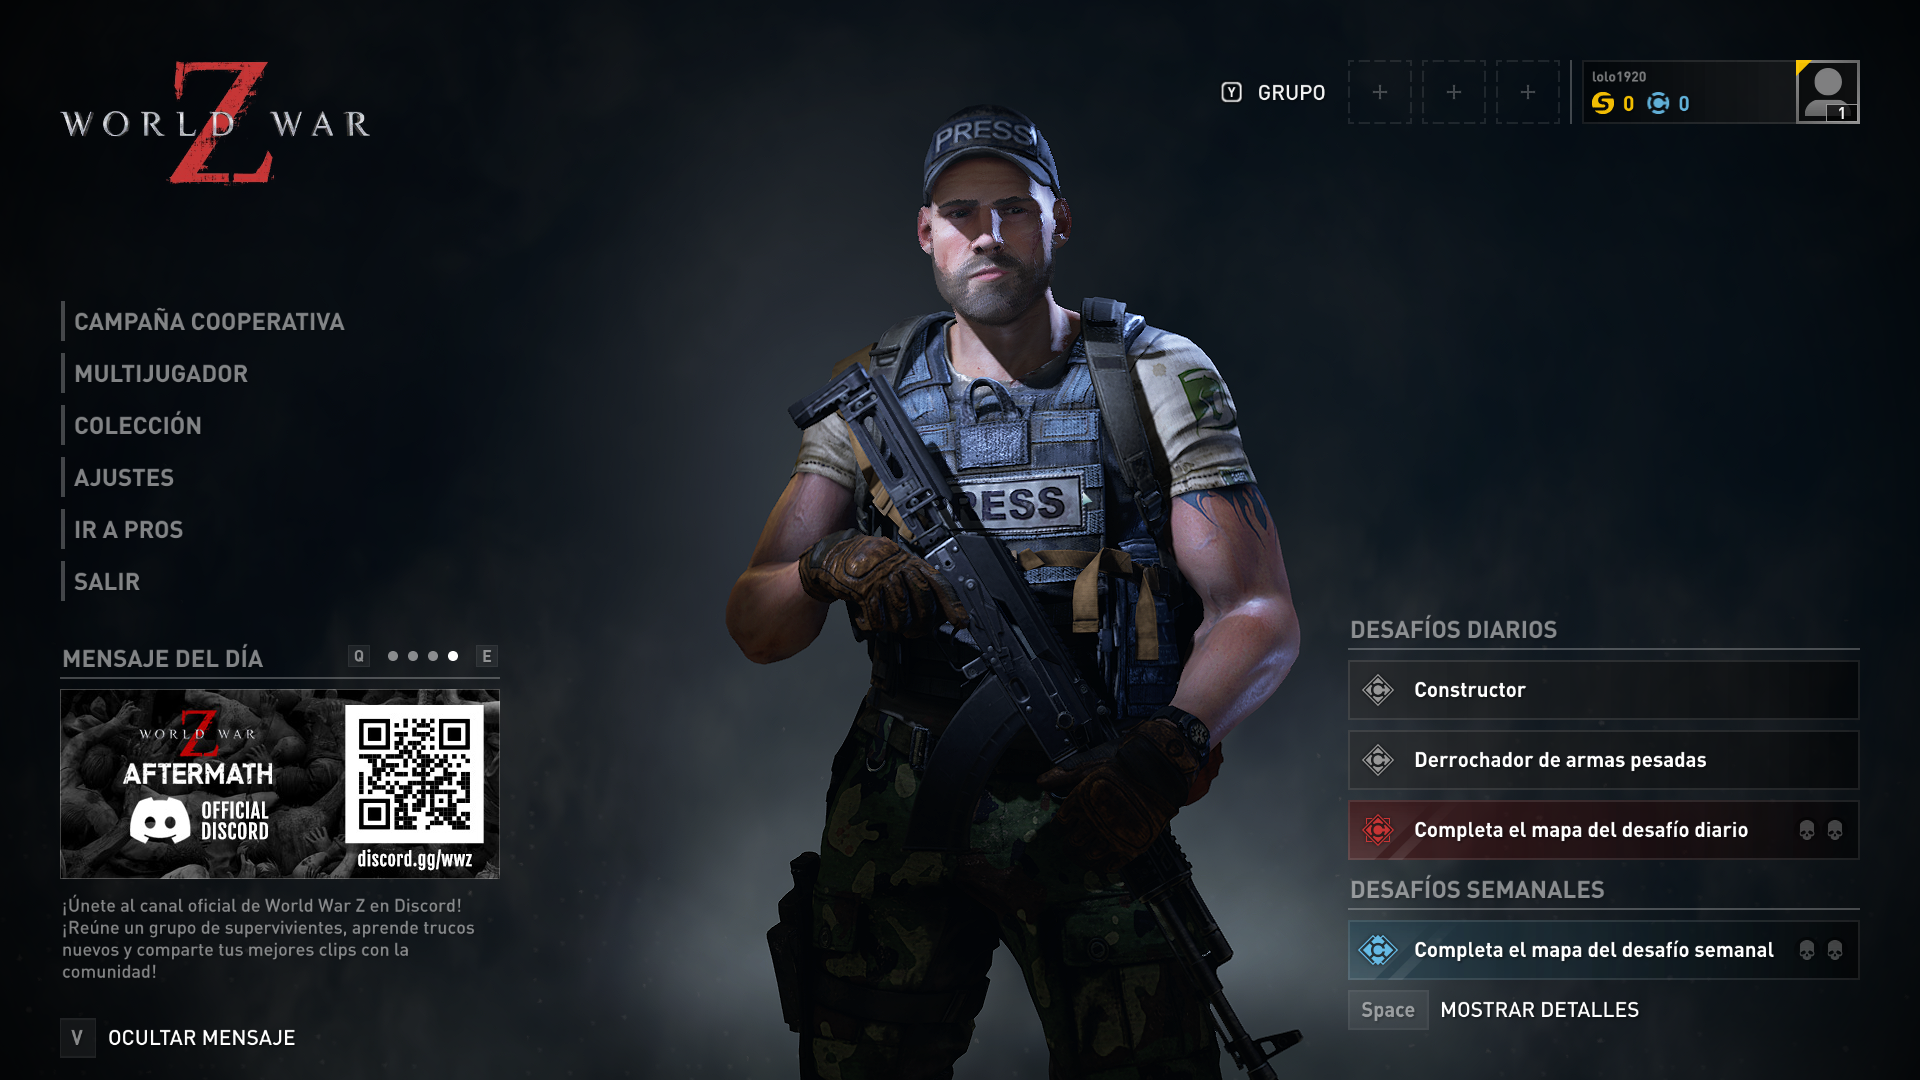 WORLD WAR Z
Y GRUPO
lolo1920
0 0
1
PRESS
PRESS
CAMPAÑA COOPERATIVA
MULTIJUGADOR
COLECCIÓN
AJUSTES
IR A PROS
SALIR
MENSAJE DEL DÍA Q E
WORLD WAR Z
AFTERMATH
OFFICIAL
DISCORD
discord.gg/wwz
¡Únete al canal oficial de World War Z en Discord!
¡Reúne un grupo de supervivientes, aprende trucos
nuevos y comparte tus mejores clips con la
comunidad!
V OCULTAR MENSAJE
DESAFÍOS DIARIOS
Constructor
Derrochador de armas pesadas
Completa el mapa del desafío diario
DESAFÍOS SEMANALES
Completa el mapa del desafío semanal
Space MOSTRAR DETALLES